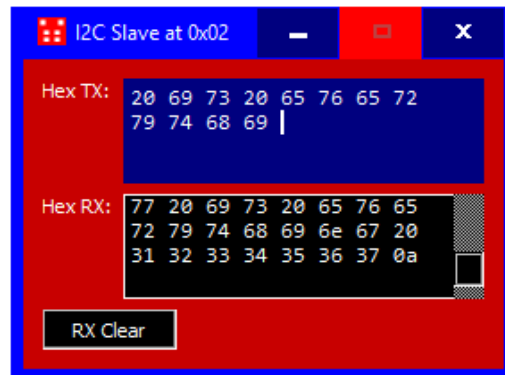 I2C Slave at 0x02
Hex TX:
20 69 73 20 65 76 65 72
79 74 68 69
Hex RX:
77 20 69 73 20 65 76 65
72 79 74 68 69 6e 67 20
31 32 33 34 35 36 37 0a
RX Clear